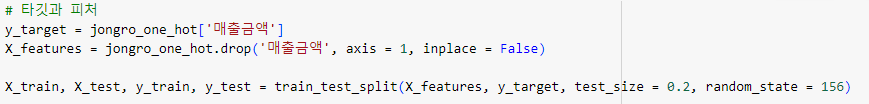 # 타깃과 피처
y_target = jongro_one_hot['매출금액']
X_features = jongro_one_hot.drop('매출금액', axis = 1, inplace = False)
X_train, X_test, y_train, y_test = train_test_split(X_features, y_target, test_size = 0.2, random_state = 156)